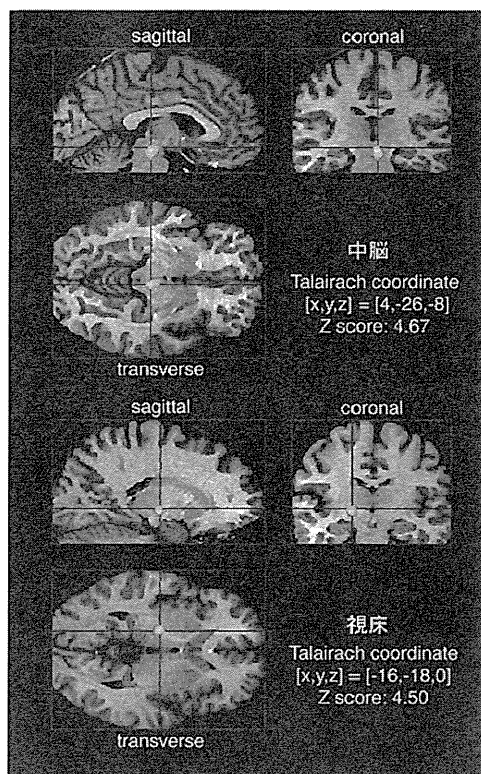 sagittal
coronal
中脳
Talairach coordinate
[x,y,z] = [4,-26,-8]
Z score: 4.67
transverse
sagittal
coronal
視床
Talairach coordinate
[x,y,z] = [-16,-18,0]
Z score: 4.50
transverse